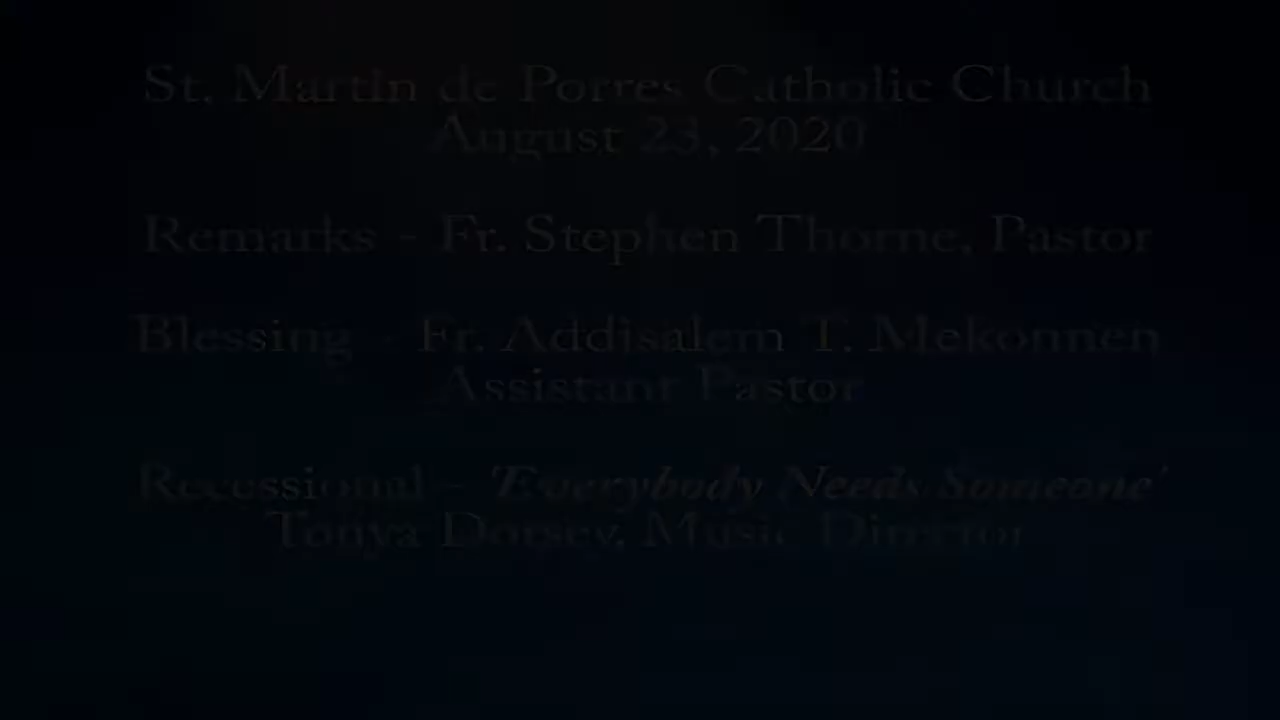 St. Martin de Porres Catholic Church
August 23, 2020
Remarks - Fr. Stephen Thorne, Pastor
Blessing - Fr. Addisalem T. Mekonnen
Assistant Pastor
Recessional - 'Everybody Needs Someone'
Tonya Dorsey, Music Director